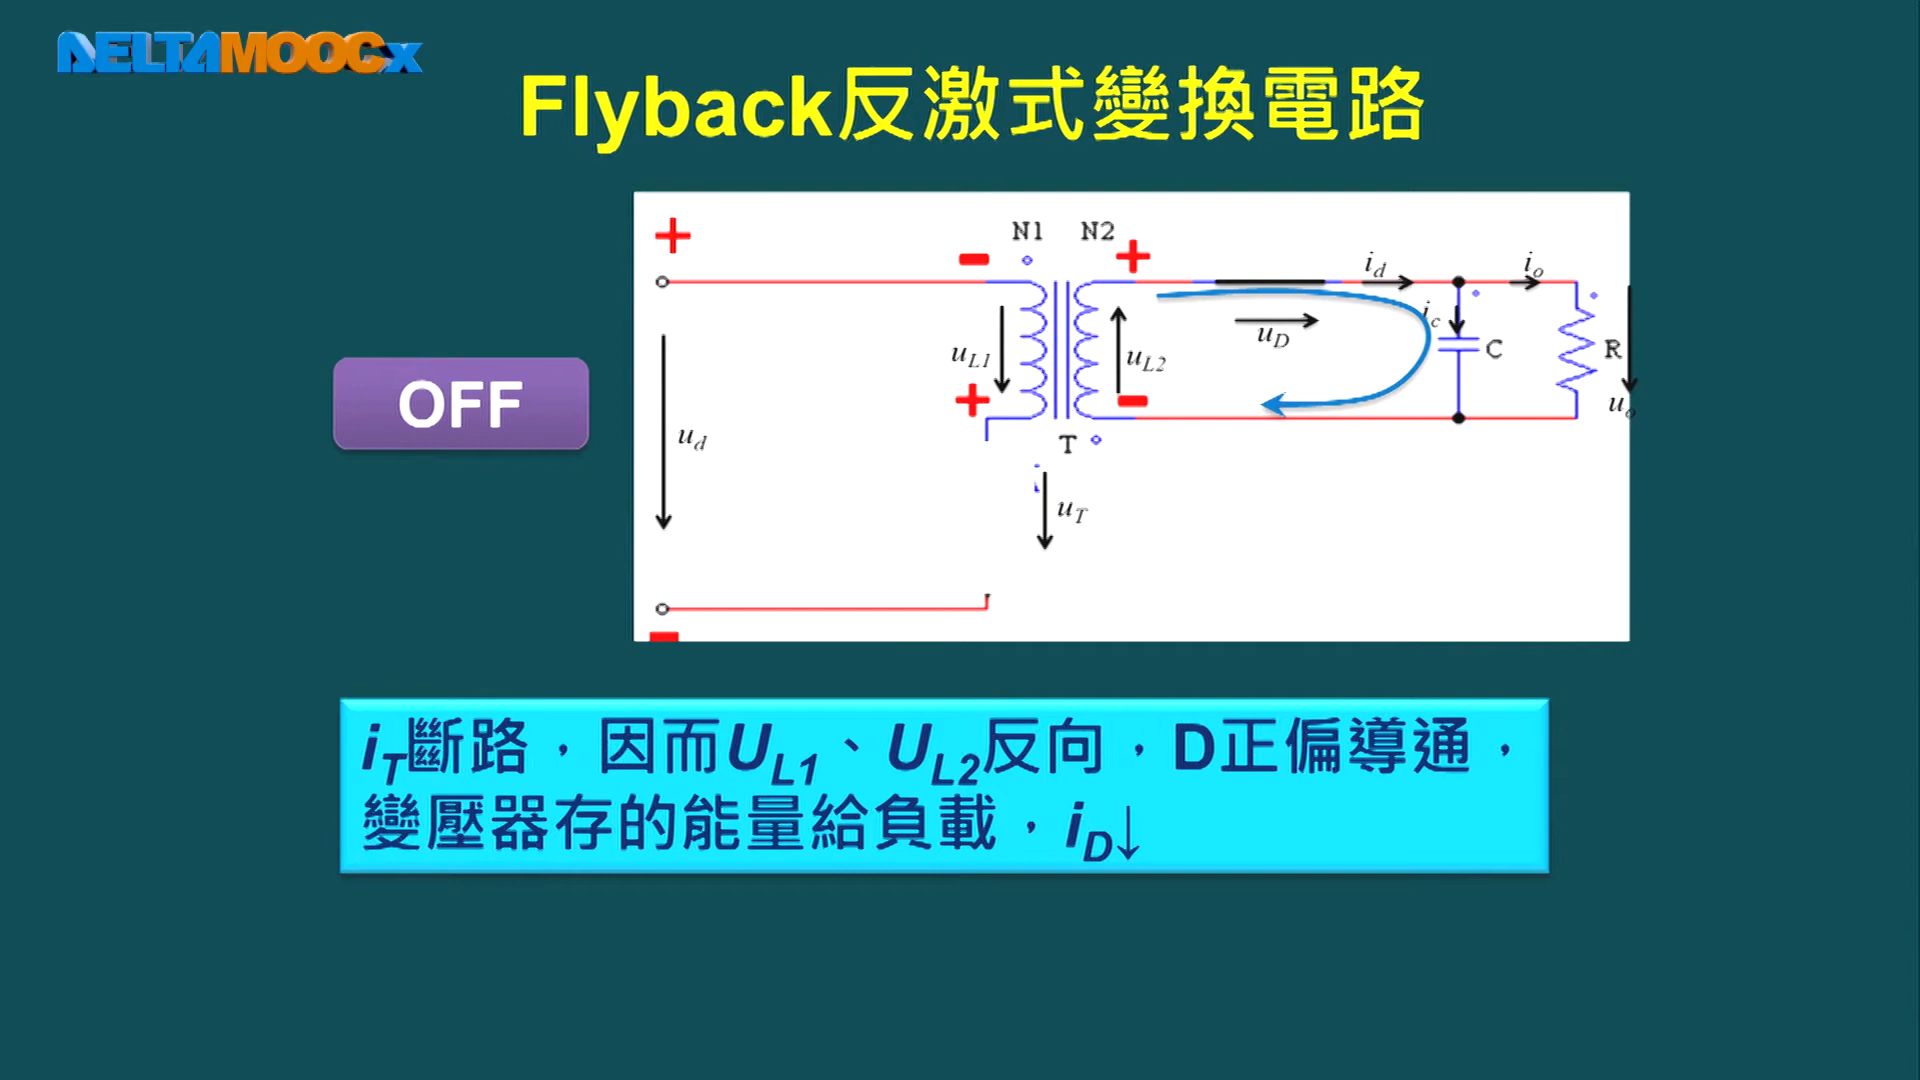 DELTAMOOCx
Flyback反激式變換電路
+
N1 N2
- +
id io
ic
uD
uL1 uL2
C R
OFF
+ -
uo
ud
T
uT
-
iT斷路，因而UL1、UL2反向，D正偏導通，
變壓器存的能量給負載，iD↓